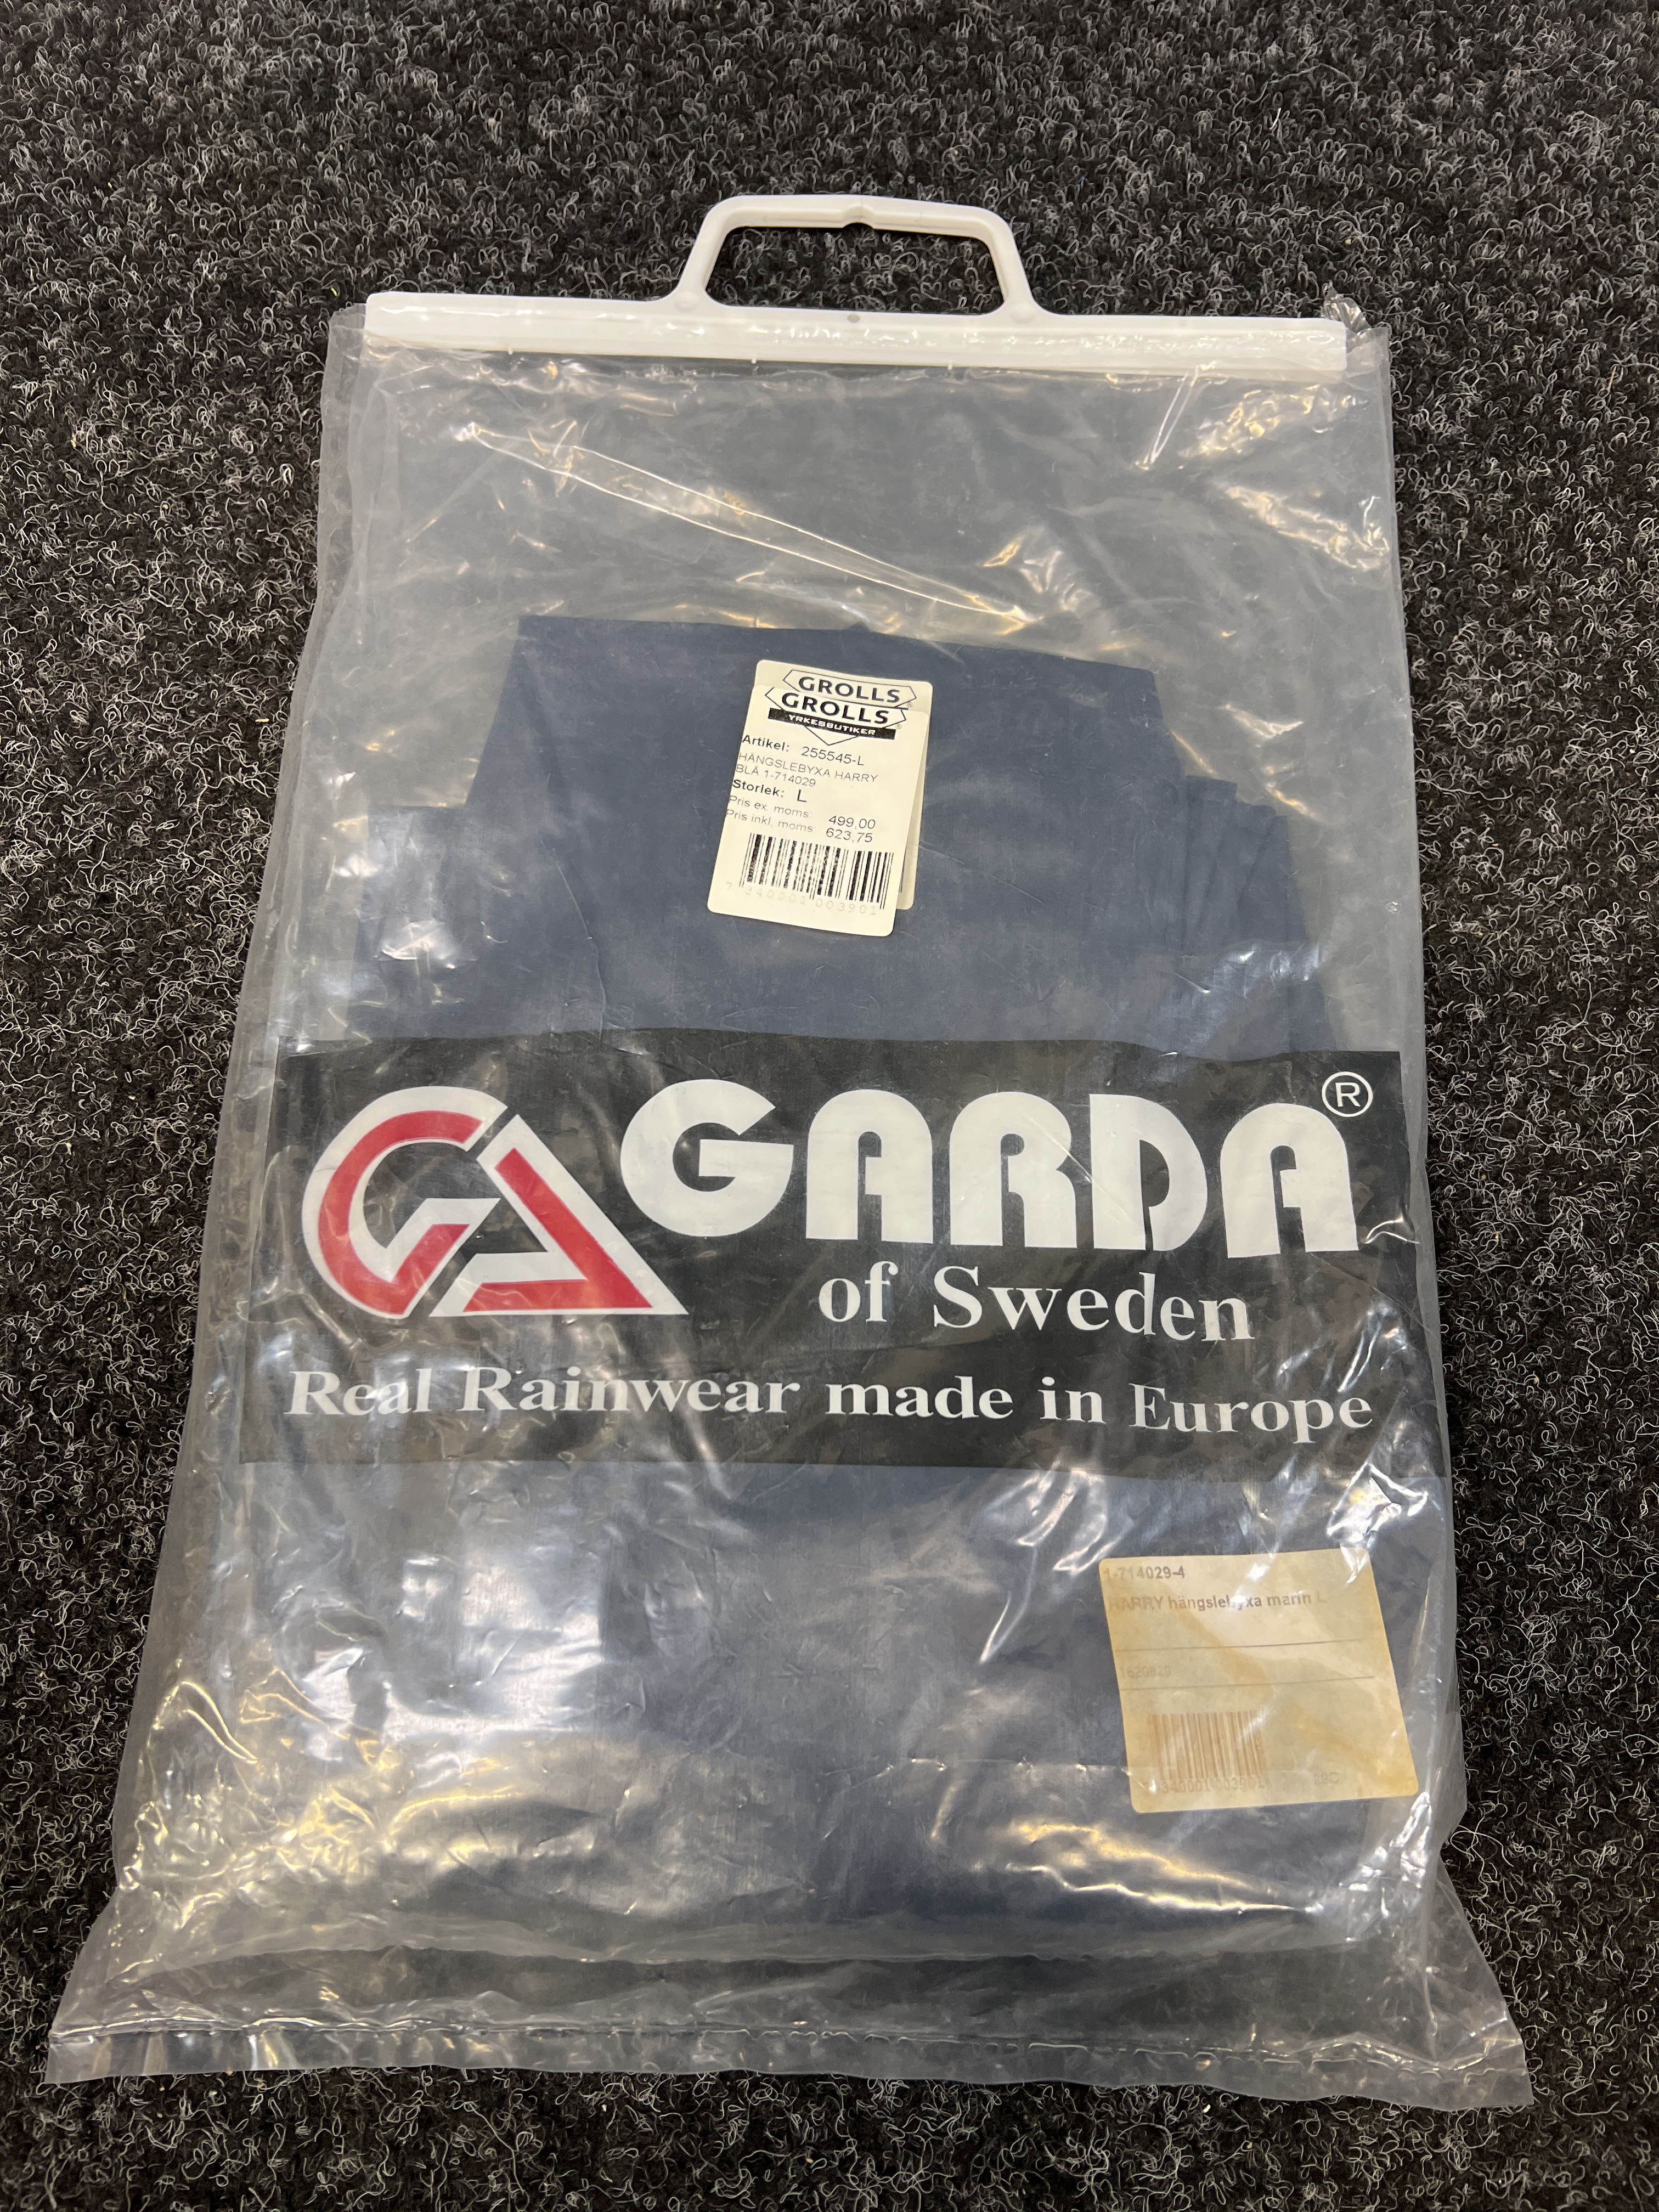 GROLLS
GROLLS
YRKESBUTIKER
Artikel: 255545-L
HÄNGSLEBYXA HARRY
BLÅ 1-714029
Storlek: L
Pris ex. moms: 499,00
Pris inkl. moms: 623,75
GARDA®
of Sweden
Real Rainwear made in Europe
1-714029-4
HARRY hängslebyxa marin L